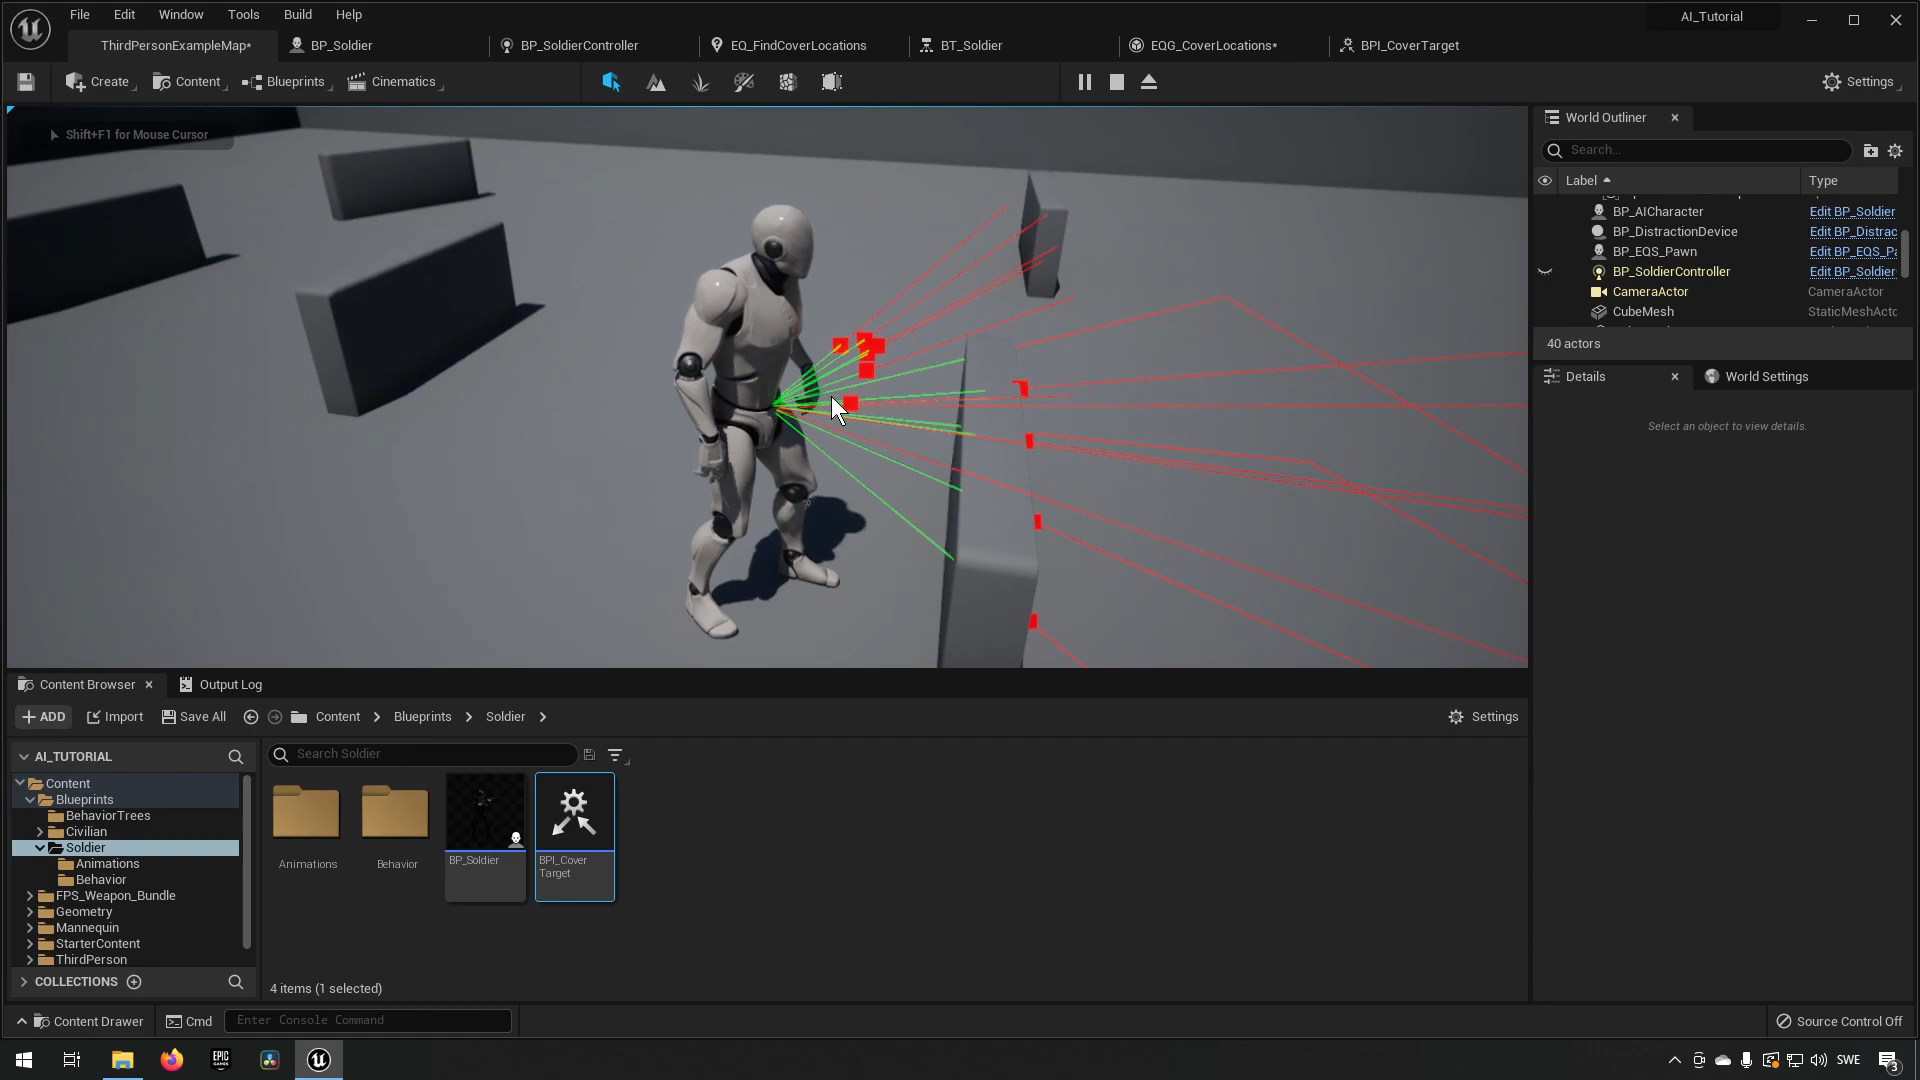 File Edit Window Tools Build Help
AI_Tutorial
ThirdPersonExampleMap* BP_Soldier BP_SoldierController EQ_FindCoverLocations BT_Soldier EQG_CoverLocations* BPI_CoverTarget
Create Content Blueprints Cinematics Settings
Shift+F1 for Mouse Cursor
World Outliner
Search...
Label Type
BP_AICharacter Edit BP_Soldier
BP_DistractionDevice Edit BP_Distrac
BP_EQS_Pawn Edit BP_EQS_Pa
BP_SoldierController Edit BP_Soldier
CameraActor CameraActor
CubeMesh StaticMeshActo
40 actors
Details World Settings
Select an object to view details.
Content Browser Output Log
ADD Import Save All Content Blueprints Soldier Settings
AI_TUTORIAL
Search Soldier
Content
Blueprints
BehaviorTrees
Civilian
Soldier
Animations
Behavior
FPS_Weapon_Bundle
Geometry
Mannequin
StarterContent
ThirdPerson
COLLECTIONS
Animations
Behavior
BP_Soldier
BPI_Cover
Target
4 items (1 selected)
Content Drawer Cmd Enter Console Command Source Control Off
EPIC
GAMES
SWE
3